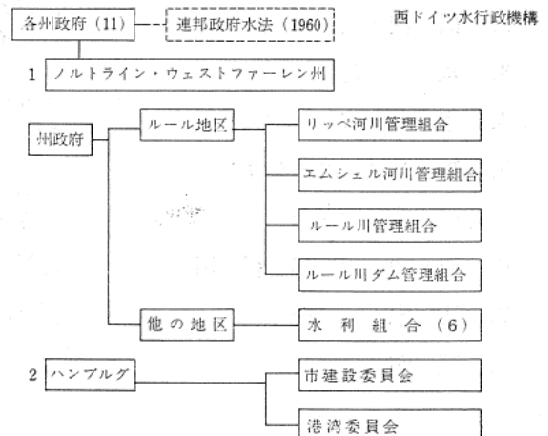 西ドイツ水行政機構
各州政府(11)
連邦政府水法(1960)
1 ノルトライン・ウェストファーレン州
州政府
ルール地区
リッペ河川管理組合
エムシェル河川管理組合
ルール川管理組合
ルール川ダム管理組合
他の地区
水利組合(6)
2 ハンブルグ
市建設委員会
港湾委員会